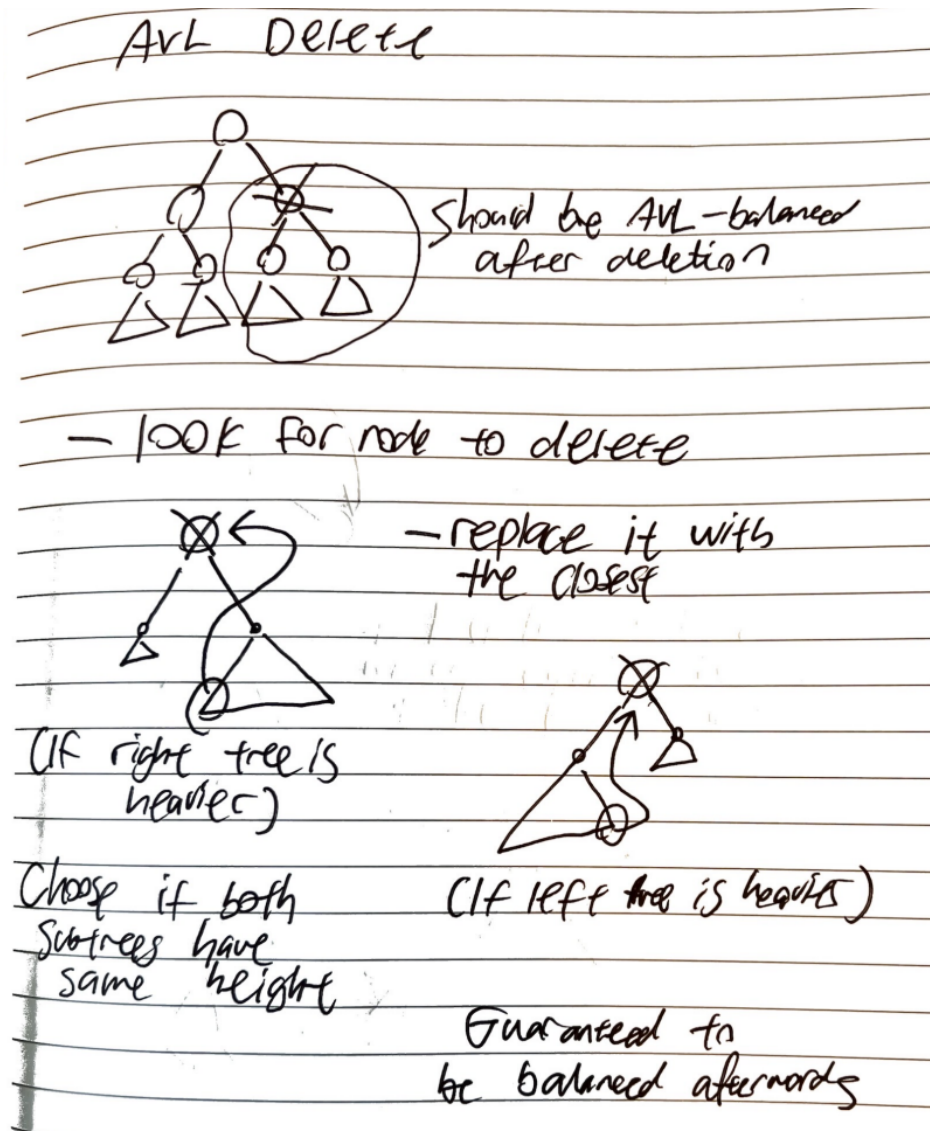 AVL Delete
Should be AVL-balanced
after deletion
- look for node to delete
- replace it with
the closest
(If right tree is
heavier)
Choose if both
subtrees have
same height
(If left tree is heavier)
Guaranteed to
be balanced afterwards